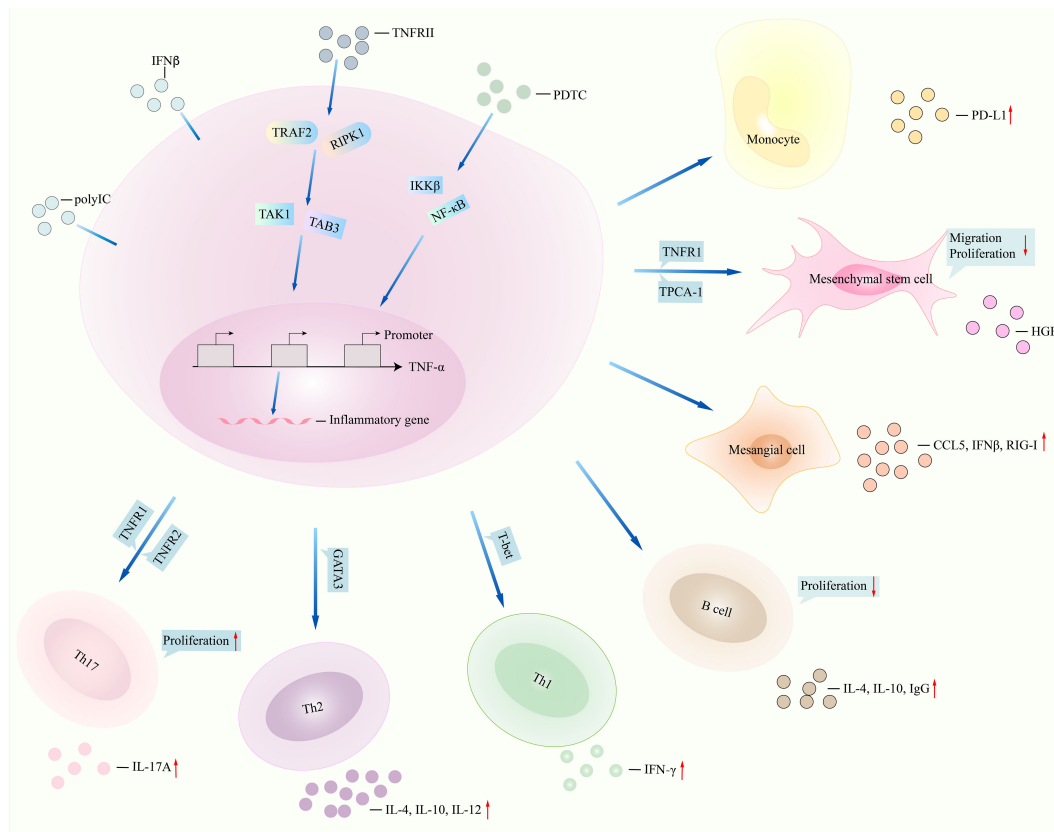 TNFRII
IFNβ
PDTC
polyIC
TRAF2
RIPK1
IKKβ
NF-κB
TAK1
TAB3
Promoter
TNF-α
Inflammatory gene
Monocyte
PD-L1
TNFR1
TPCA-1
Mesenchymal stem cell
Migration
Proliferation
HGF
Mesangial cell
CCL5, IFNβ, RIG-I
TNFR1
TNFR2
GATA3
T-bet
B cell
Proliferation
IL-4, IL-10, IgG
Th17
Proliferation
IL-17A
Th2
IL-4, IL-10, IL-12
Th1
IFN-γ